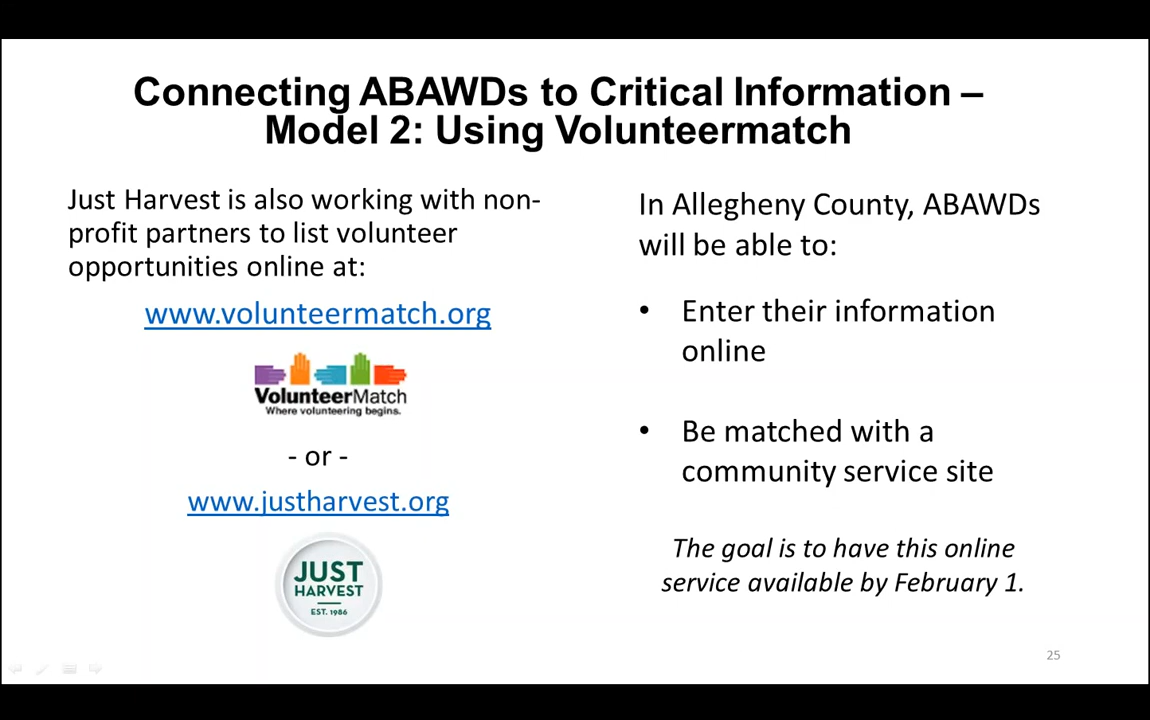 Connecting ABAWDs to Critical Information –
Model 2: Using Volunteermatch
Just Harvest is also working with non-
profit partners to list volunteer
opportunities online at:
www.volunteermatch.org
VolunteerMatch
Where volunteering begins.
- or -
www.justharvest.org
JUST
HARVEST
EST. 1986
In Allegheny County, ABAWDs
will be able to:
• Enter their information
online
• Be matched with a
community service site
The goal is to have this online
service available by February 1.
25